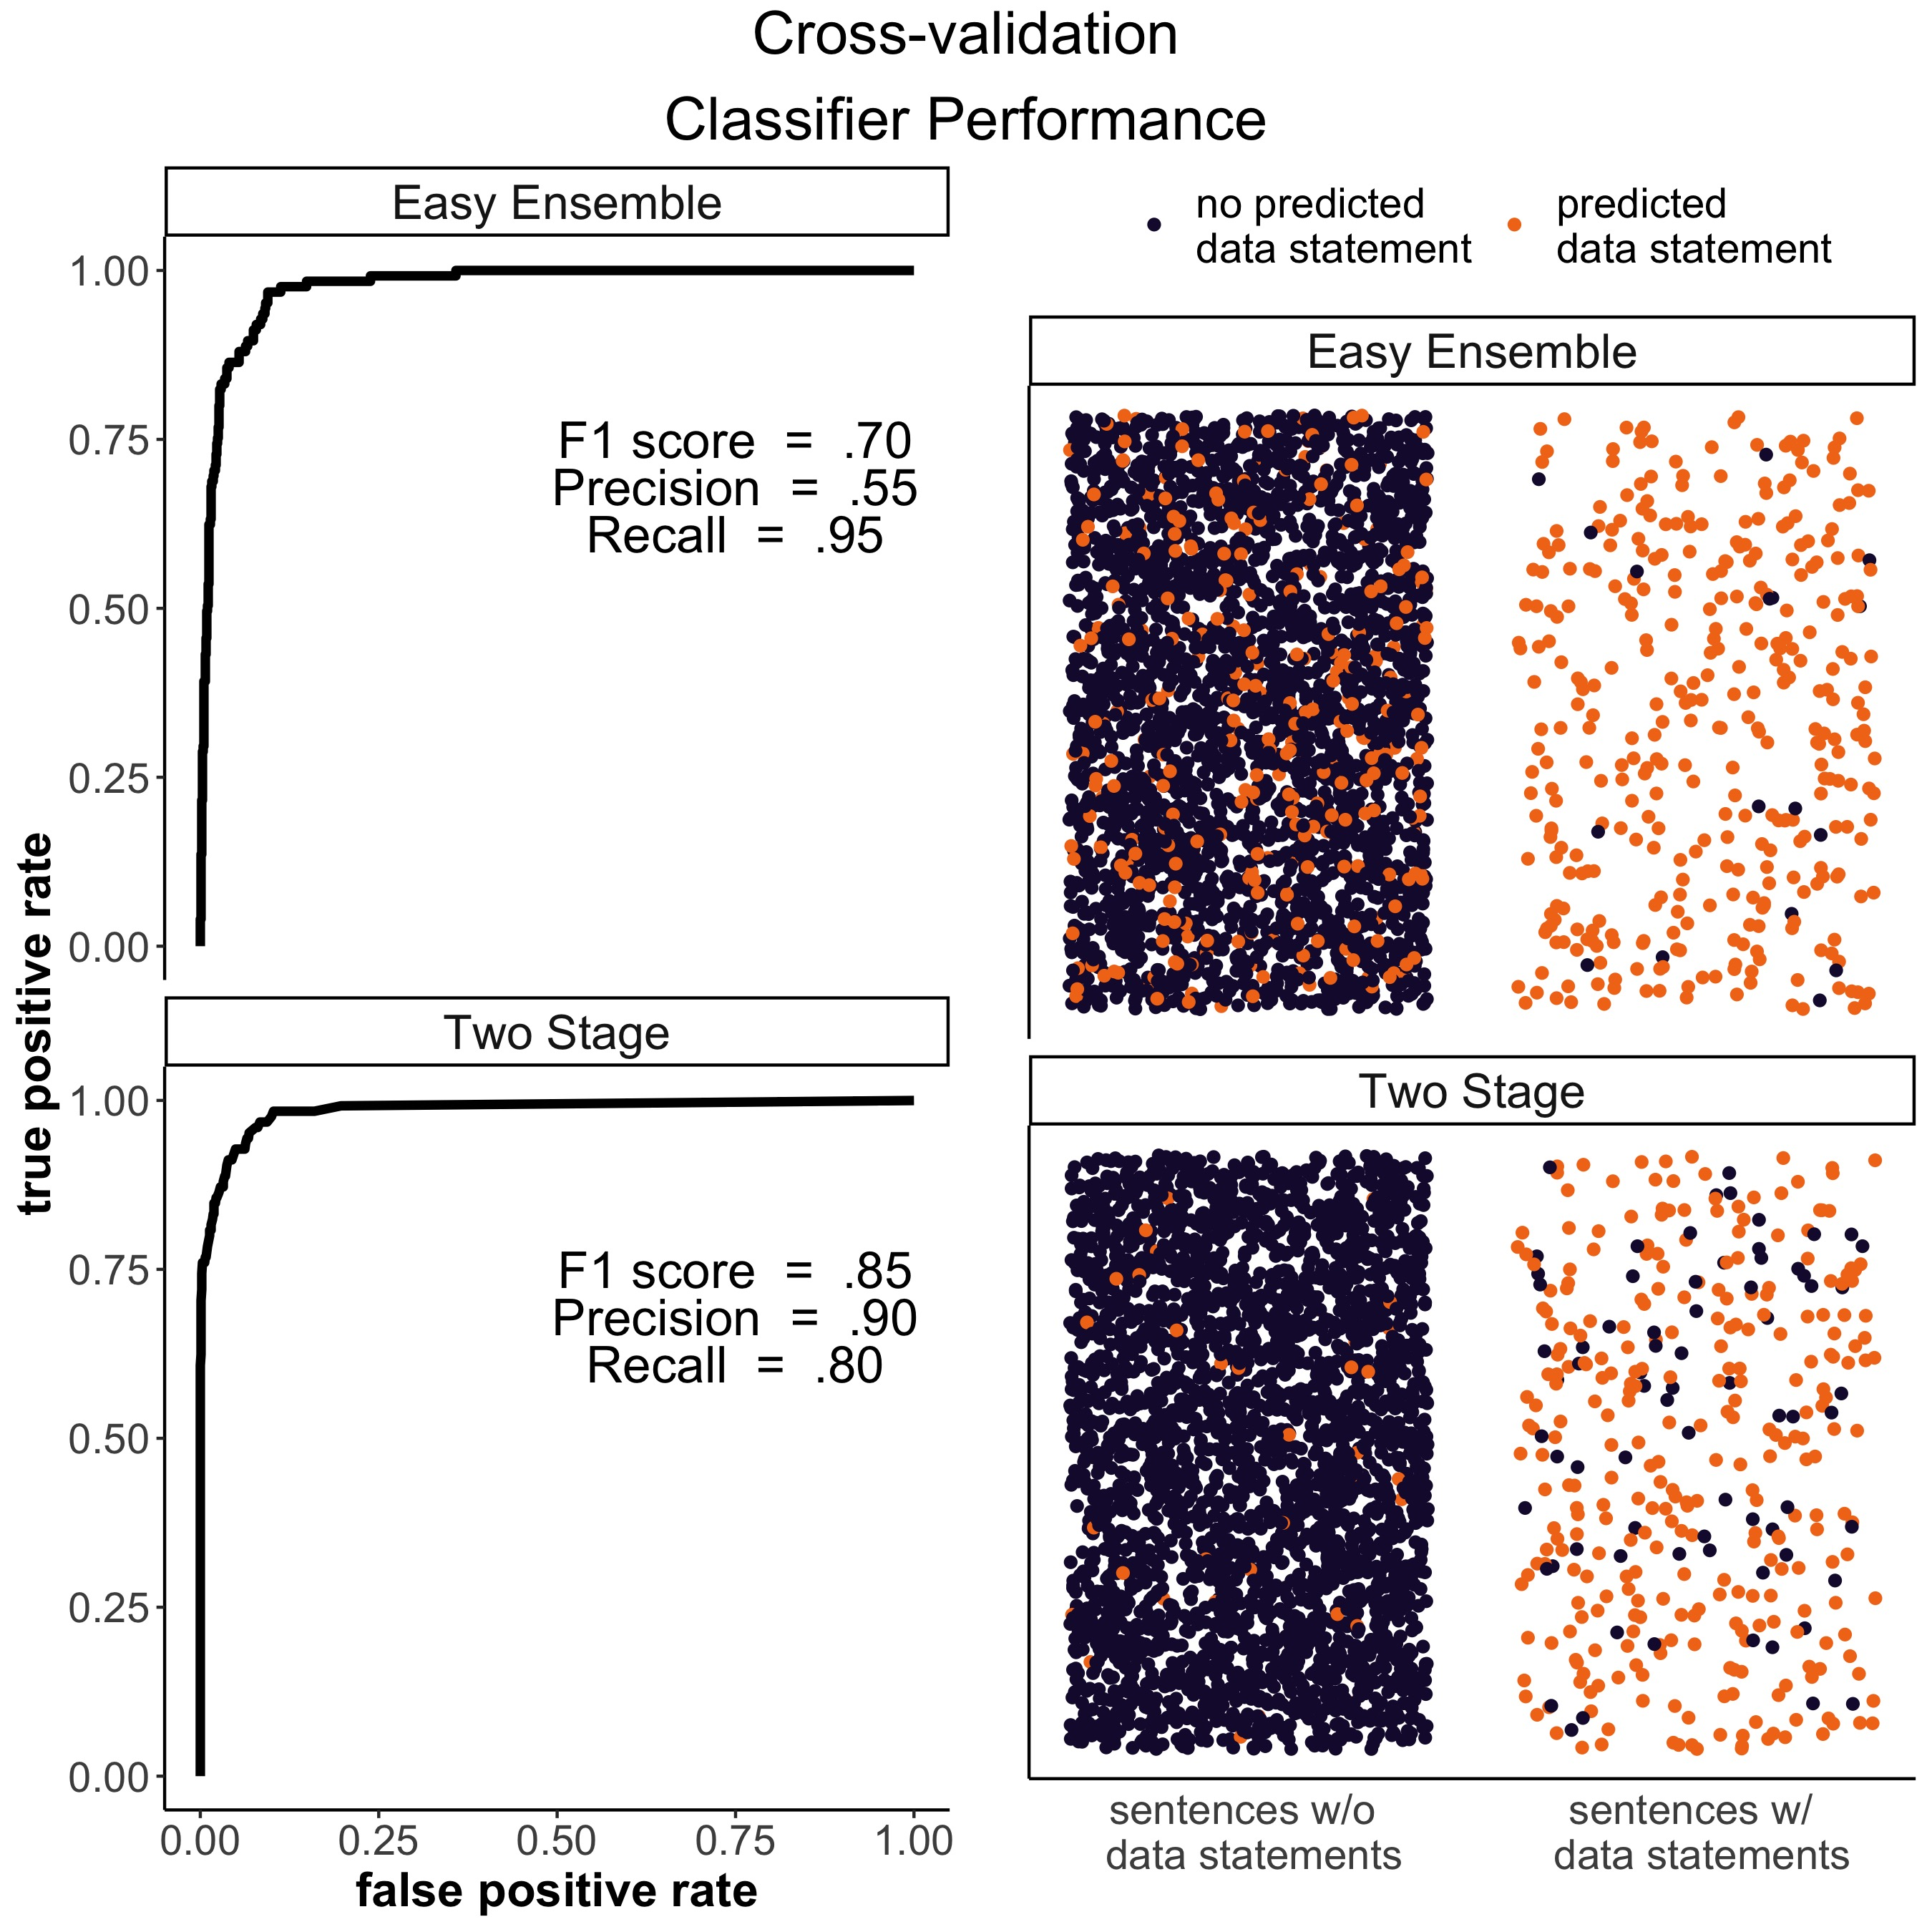 Cross-validation
Classifier Performance
Easy Ensemble
1.00
0.75
0.50
0.25
0.00
F1 score = .70
Precision = .55
Recall = .95
Two Stage
1.00
0.75
0.50
0.25
0.00
F1 score = .85
Precision = .90
Recall = .80
0.00 0.25 0.50 0.75 1.00
false positive rate
true positive rate
no predicted
data statement
predicted
data statement
Easy Ensemble
Two Stage
sentences w/o
data statements
sentences w/
data statements